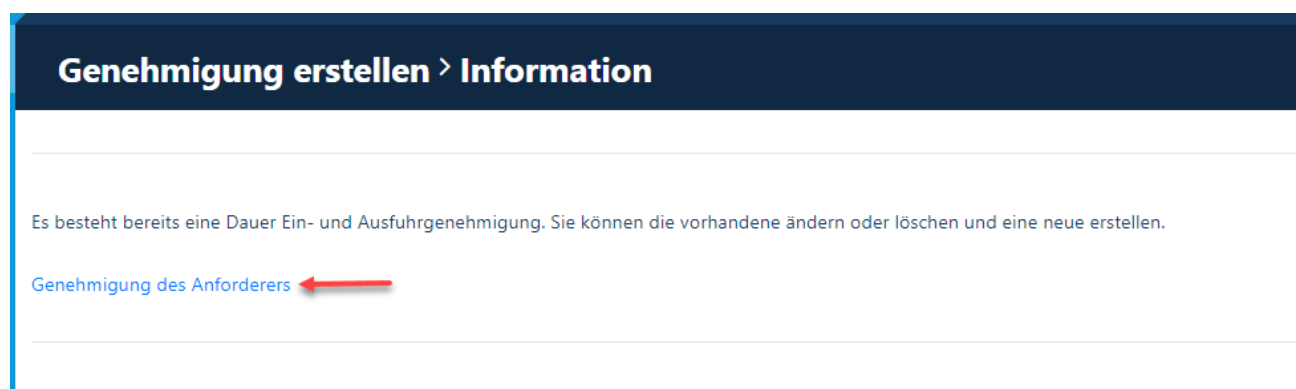 Genehmigung erstellen > Information
Es besteht bereits eine Dauer Ein- und Ausfuhrgenehmigung. Sie können die vorhandene ändern oder löschen und eine neue erstellen.
Genehmigung des Anforderers